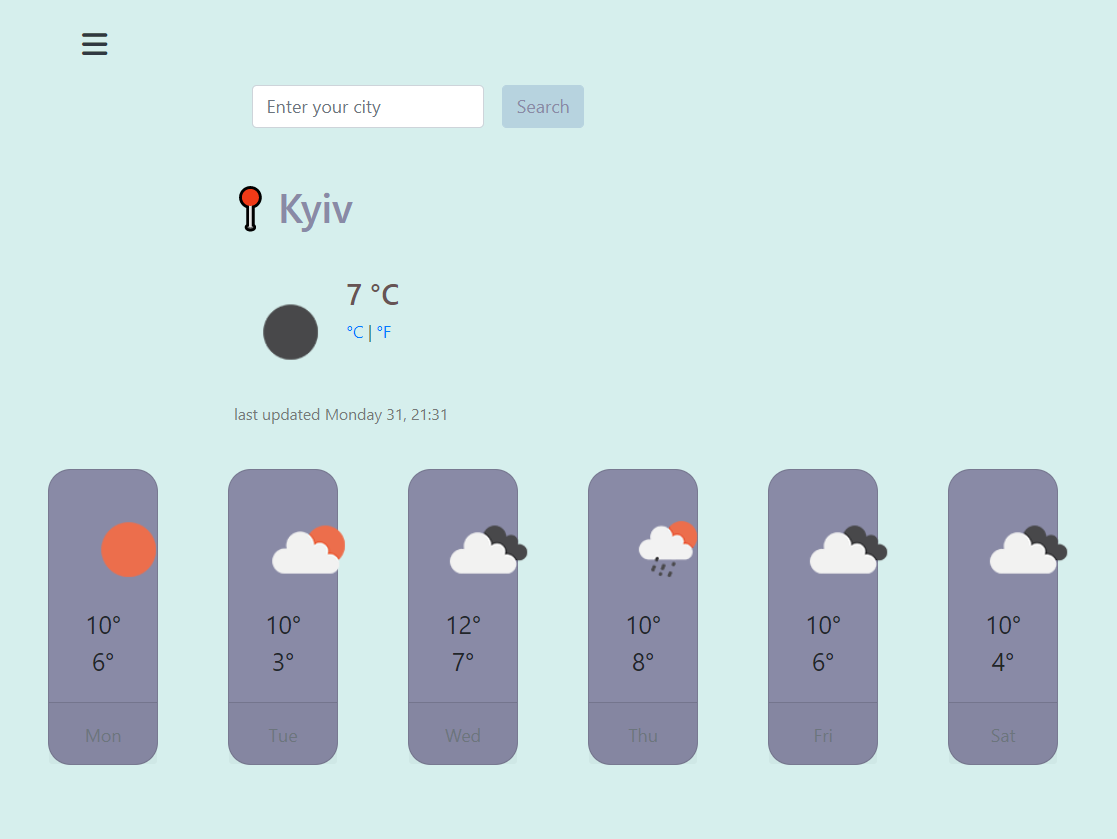 Enter your city
Search
Kyiv
7 °C
°C | °F
last updated Monday 31, 21:31
10° 10° 12° 10° 10° 10°
6° 3° 7° 8° 6° 4°
Mon Tue Wed Thu Fri Sat